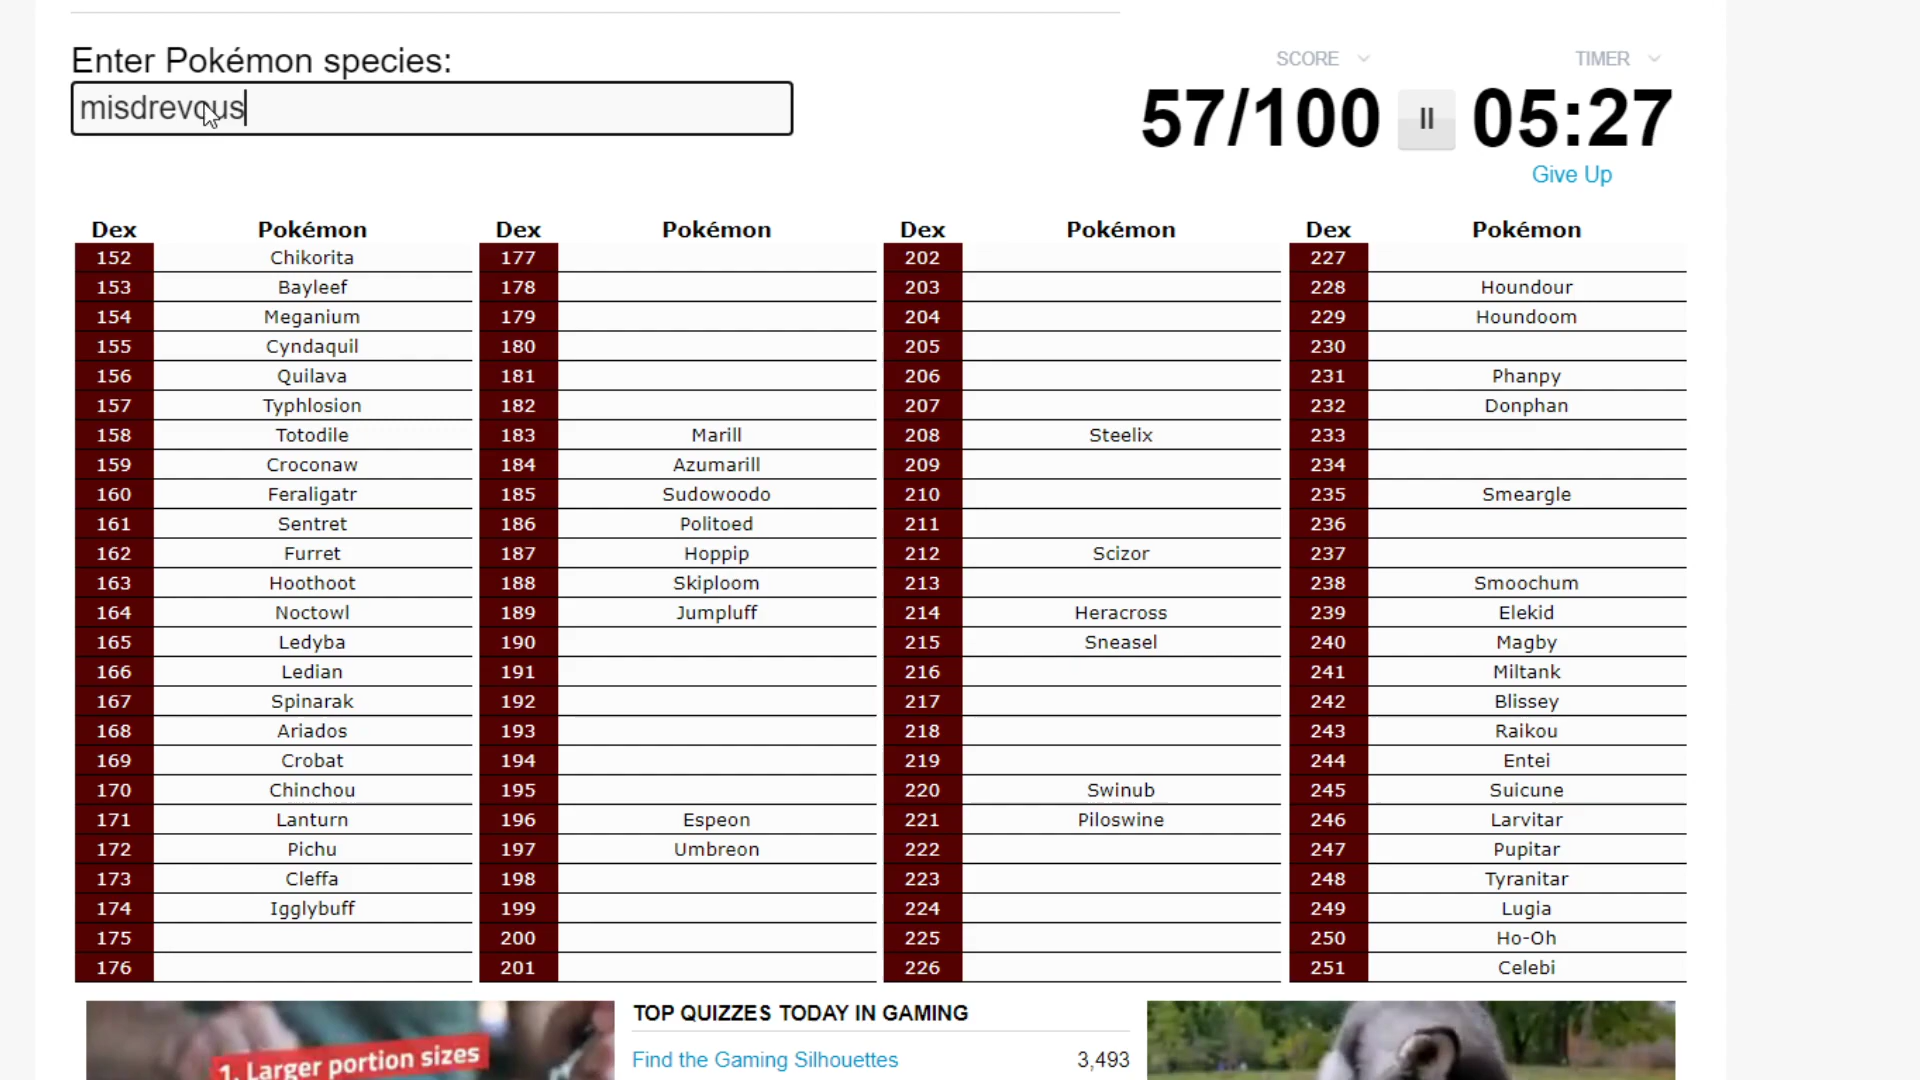 Enter Pokémon species:
misdrevous
SCORE
57/100
TIMER
05:27
Give Up
Dex Pokémon Dex Pokémon Dex Pokémon Dex Pokémon
152 Chikorita 177 202 227
153 Bayleef 178 203 228 Houndour
154 Meganium 179 204 229 Houndoom
155 Cyndaquil 180 205 230
156 Quilava 181 206 231 Phanpy
157 Typhlosion 182 207 232 Donphan
158 Totodile 183 Marill 208 Steelix 233
159 Croconaw 184 Azumarill 209 234
160 Feraligatr 185 Sudowoodo 210 235 Smeargle
161 Sentret 186 Politoed 211 236
162 Furret 187 Hoppip 212 Scizor 237
163 Hoothoot 188 Skiploom 213 238 Smoochum
164 Noctowl 189 Jumpluff 214 Heracross 239 Elekid
165 Ledyba 190 215 Sneasel 240 Magby
166 Ledian 191 216 241 Miltank
167 Spinarak 192 217 242 Blissey
168 Ariados 193 218 243 Raikou
169 Crobat 194 219 244 Entei
170 Chinchou 195 220 Swinub 245 Suicune
171 Lanturn 196 Espeon 221 Piloswine 246 Larvitar
172 Pichu 197 Umbreon 222 247 Pupitar
173 Cleffa 198 223 248 Tyranitar
174 Igglybuff 199 224 249 Lugia
175 200 225 250 Ho-Oh
176 201 226 251 Celebi
1. Larger portion sizes
TOP QUIZZES TODAY IN GAMING
Find the Gaming Silhouettes 3,493